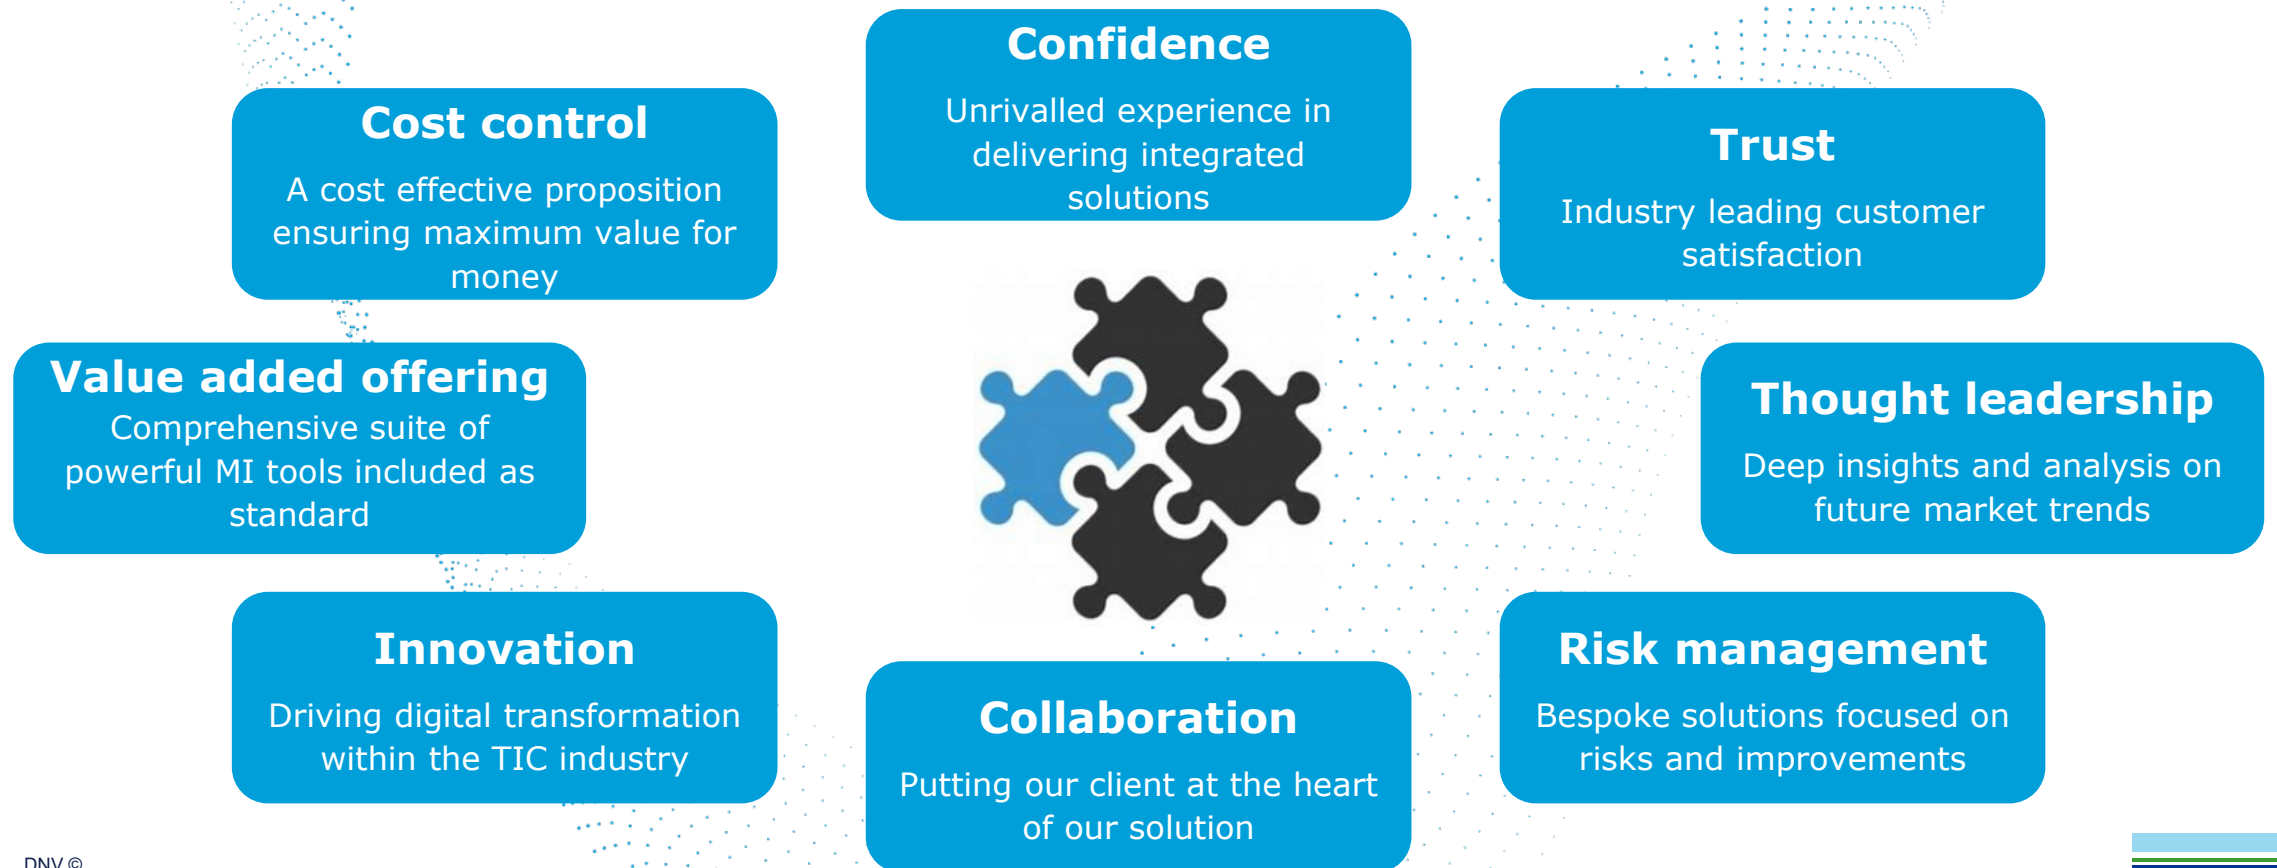 Confidence
Unrivalled experience in
delivering integrated
solutions
Cost control
A cost effective proposition
ensuring maximum value for
money
Trust
Industry leading customer
satisfaction
Value added offering
Comprehensive suite of
powerful MI tools included as
standard
Thought leadership
Deep insights and analysis on
future market trends
Innovation
Driving digital transformation
within the TIC industry
Risk management
Bespoke solutions focused on
risks and improvements
Collaboration
Putting our client at the heart
of our solution
DNV ©